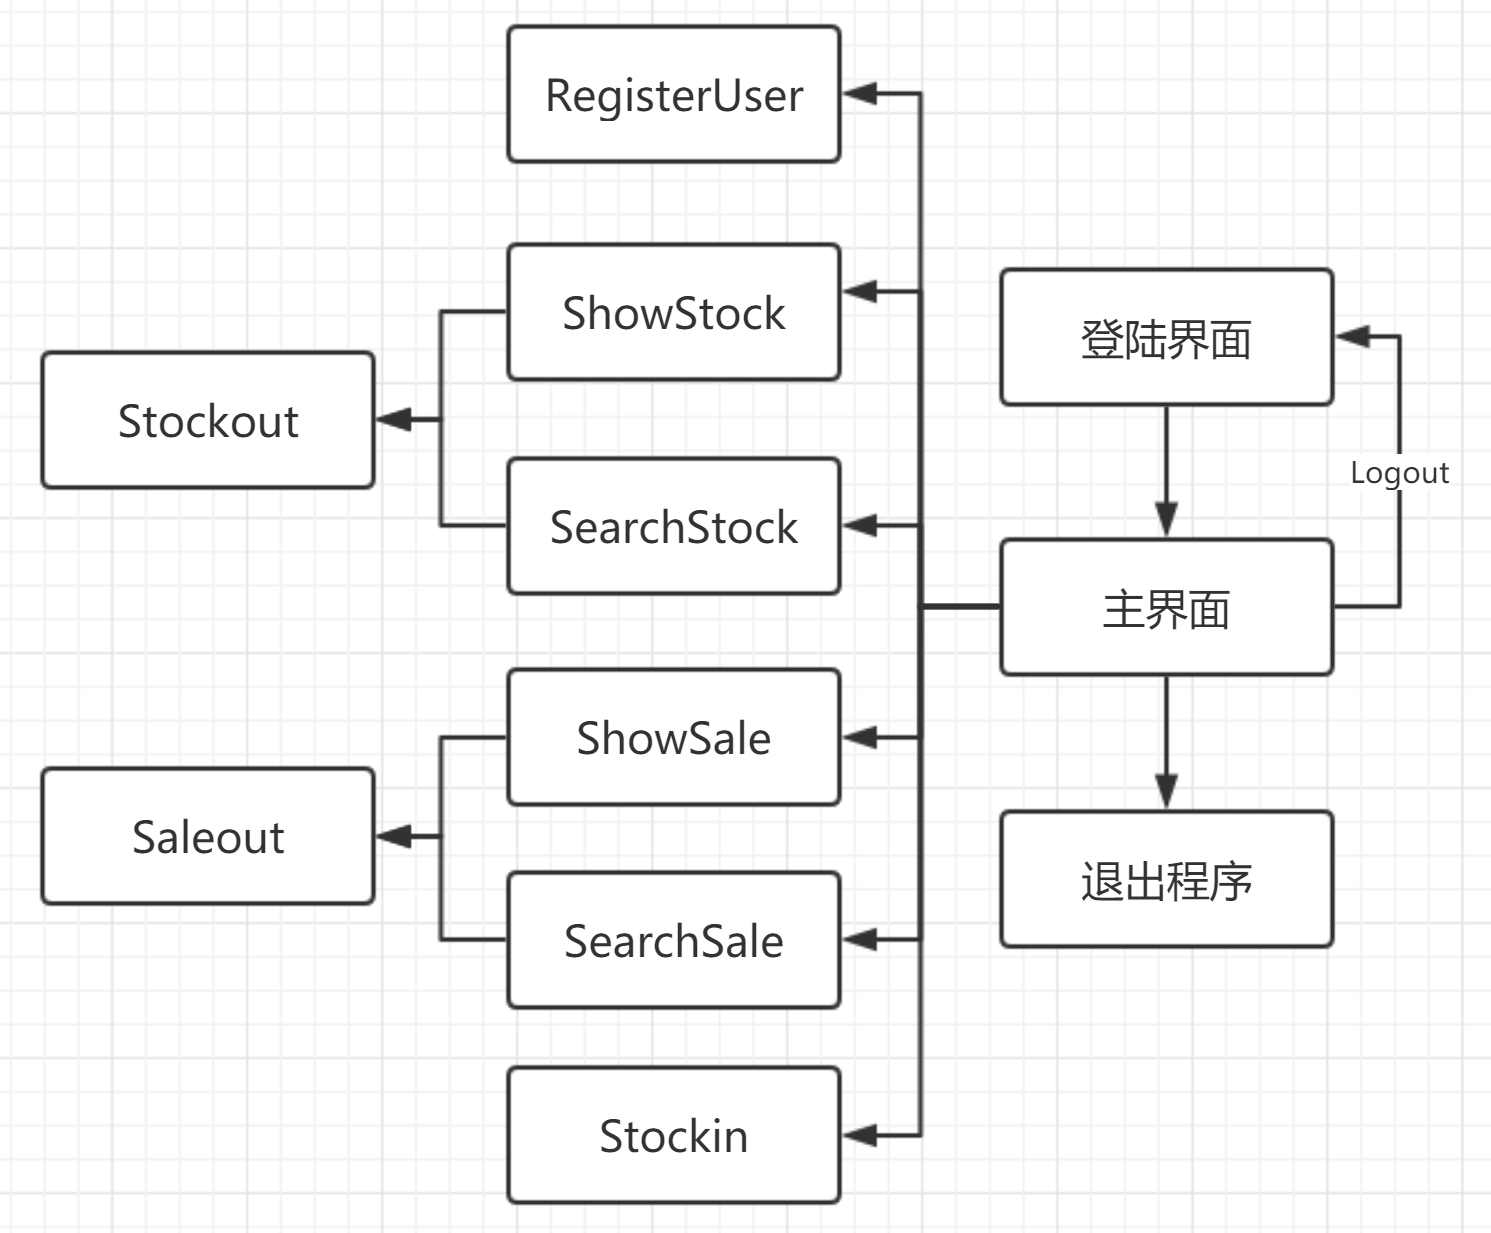 RegisterUser
ShowStock
登陆界面
Stockout
Logout
SearchStock
主界面
ShowSale
Saleout
退出程序
SearchSale
Stockin